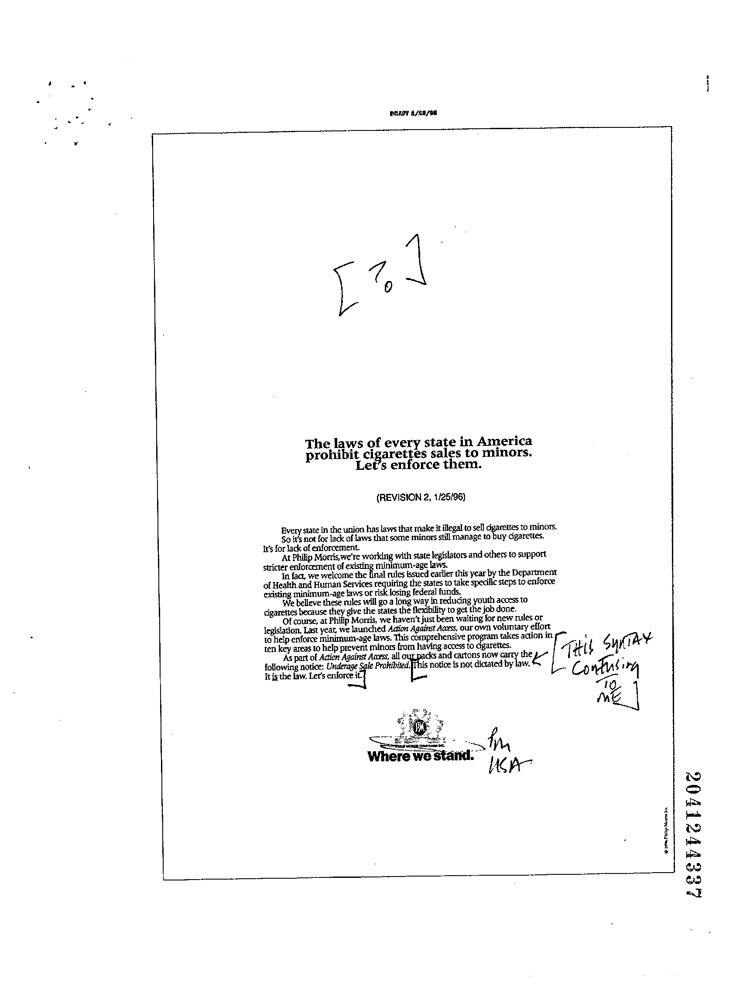 [?]
The laws of every state in America
prohibit cigarettes sales to minors.
Let's enforce them.
(REVISION 2, 1/25/96)
Every state in the union has laws that make it illegal to sell cigarettes to minors.
So it's not for lack of laws that some minors still manage to buy cigarettes.
It's for lack of enforcement.
At Philip Morris, we're working with state legislators and others to support
stricter enforcement of existing minimum-age laws.
In fact, we welcome the final rules issued earlier this year by the Department
of Health and Human Services requiring the states to take specific steps to enforce
existing minimum-age laws or risk losing federal funds.
We believe these rules will go a long way in reducing youth access to
cigarettes because they give the states the flexibility to get the job done.
Of course, at Philip Morris, we haven't just been waiting for new rules or
legislation. Last year, we launched Action Against Access, our own voluntary effort
to help enforce minimum-age laws. This comprehensive program takes action in
ten key areas to help prevent minors from having access to cigarettes.
As part of Action Against Access, all our packs and cartons now carry the
following notice: Underage Sale Prohibited. This notice is not dictated by law.
It is the law. Let's enforce it.
[THIS SYNTAX
CONFUSING
TO
ME]
Where we stand.
PM
USA
2041244337